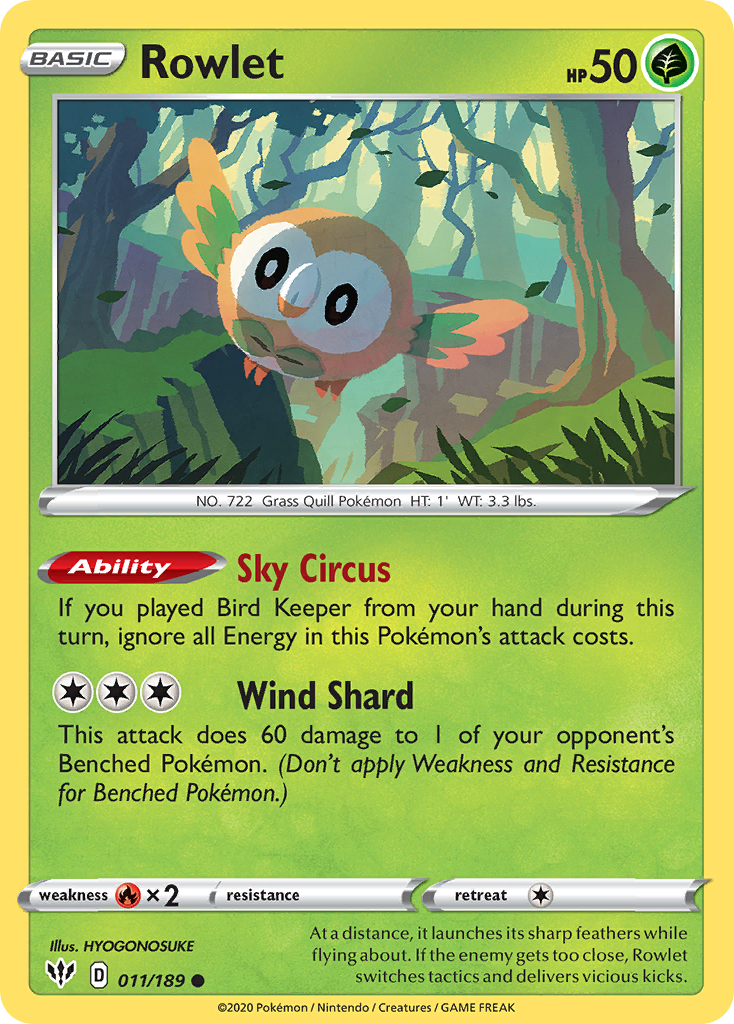 BASIC Rowlet HP50
NO. 722 Grass Quill Pokémon HT: 1' WT: 3.3 lbs.
Ability Sky Circus
If you played Bird Keeper from your hand during this
turn, ignore all Energy in this Pokémon's attack costs.
Wind Shard
This attack does 60 damage to 1 of your opponent's
Benched Pokémon. (Don't apply Weakness and Resistance
for Benched Pokémon.)
weakness ×2 resistance retreat
Illus. HYOGONOSUKE
D 011/189
At a distance, it launches its sharp feathers while
flying about. If the enemy gets too close, Rowlet
switches tactics and delivers vicious kicks.
©2020 Pokémon / Nintendo / Creatures / GAME FREAK